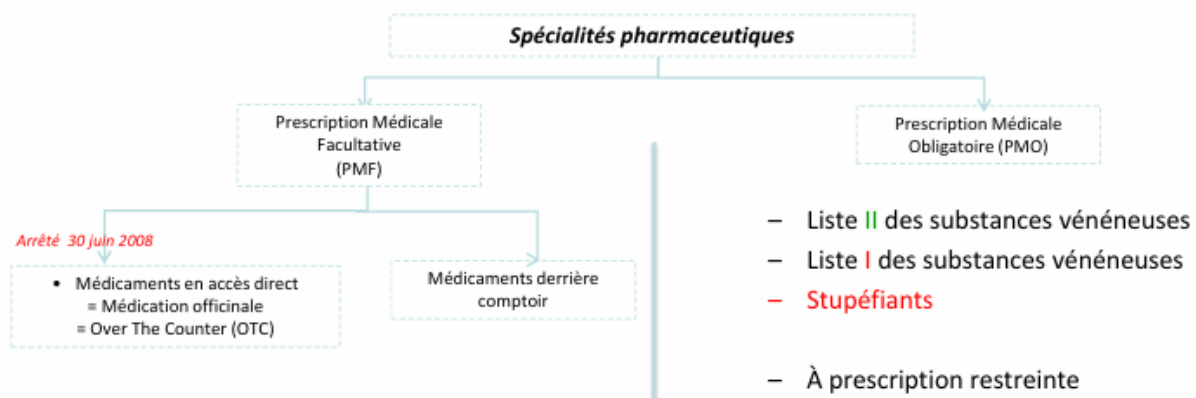 Spécialités pharmaceutiques
Prescription Médicale
Facultative
(PMF)
Prescription Médicale
Obligatoire (PMO)
Arrêté 30 juin 2008
• Médicaments en accès direct
= Médication officinale
= Over The Counter (OTC)
Médicaments derrière
comptoir
– Liste II des substances vénéneuses
– Liste I des substances vénéneuses
– Stupéfiants
– À prescription restreinte